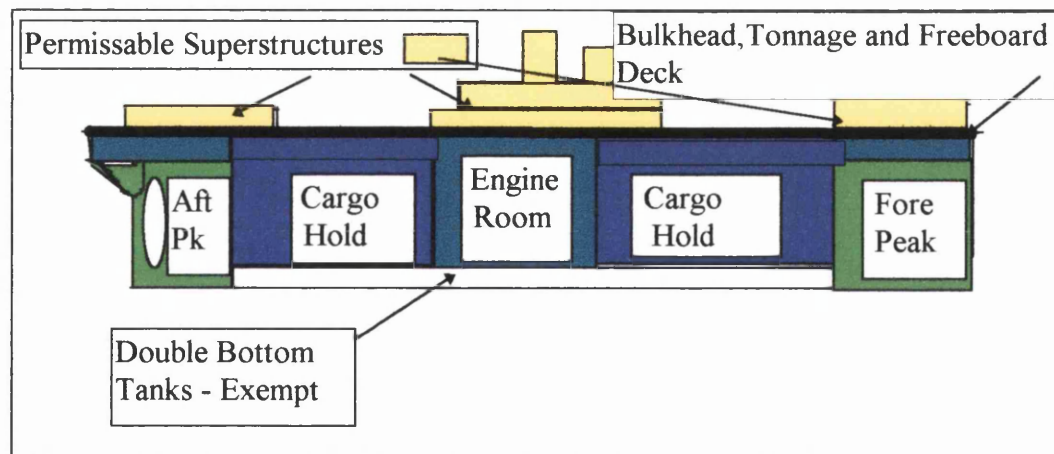 Permissable Superstructures
Bulkhead,Tonnage and Freeboard
Deck
Aft
Pk
Cargo
Hold
Engine
Room
Cargo
Hold
Fore
Peak
Double Bottom
Tanks - Exempt